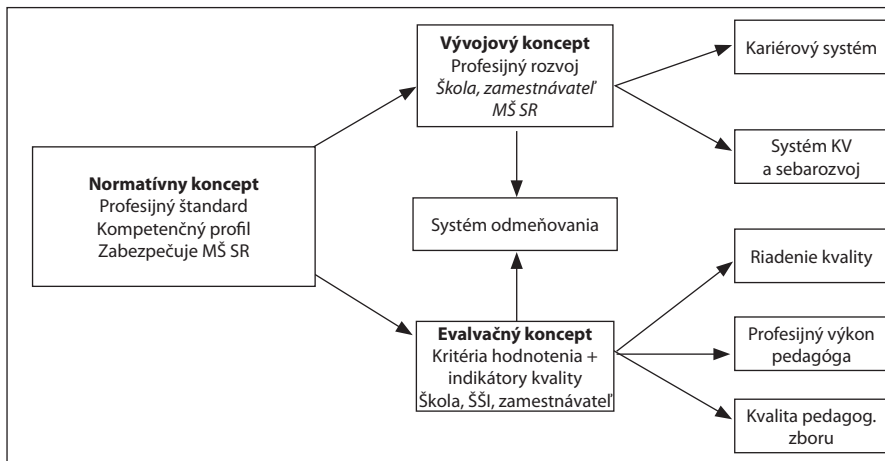 Normatívny koncept
Profesijný štandard
Kompetenčný profil
Zabezpečuje MŠ SR
Vývojový koncept
Profesijný rozvoj
Škola, zamestnávateľ
MŠ SR
Systém odmeňovania
Evalvačný koncept
Kritéria hodnotenia +
indikátory kvality
Škola, ŠŠI, zamestnávateľ
Kariérový systém
Systém KV
a sebarozvoj
Riadenie kvality
Profesijný výkon
pedagóga
Kvalita pedagog.
zboru